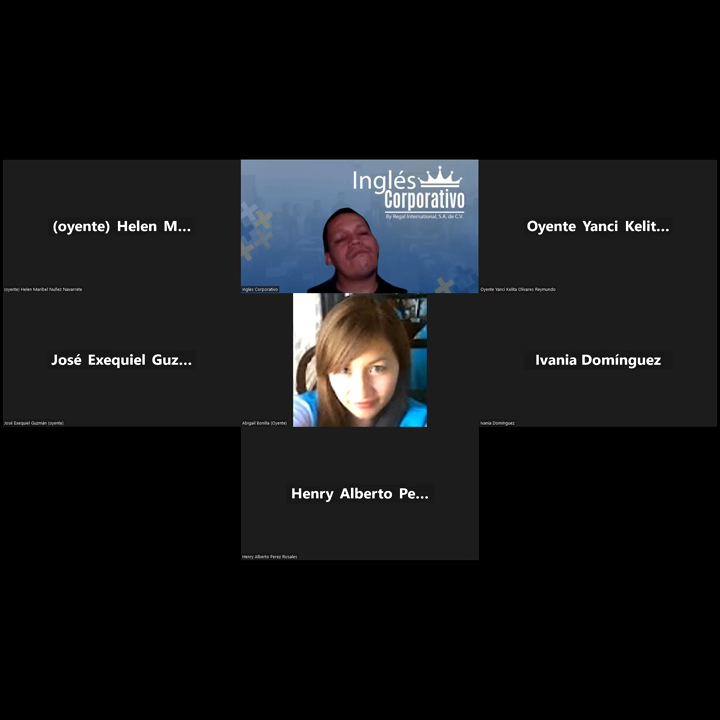 (oyente) Helen M...
(oyente) Helen Maribel Nuñez Navarrete
Inglés
Corporativo
By Regal International, S.A. de C.V.
Inglés Corporativo
Oyente Yanci Kelit...
Oyente Yanci Kelita Olivares Reymundo
José Exequiel Guz...
José Exequiel Guzmán (oyente)
Abigail Bonilla (Oyente)
Ivania Domínguez
Ivania Domínguez
Henry Alberto Pe...
Henry Alberto Perez Rosales